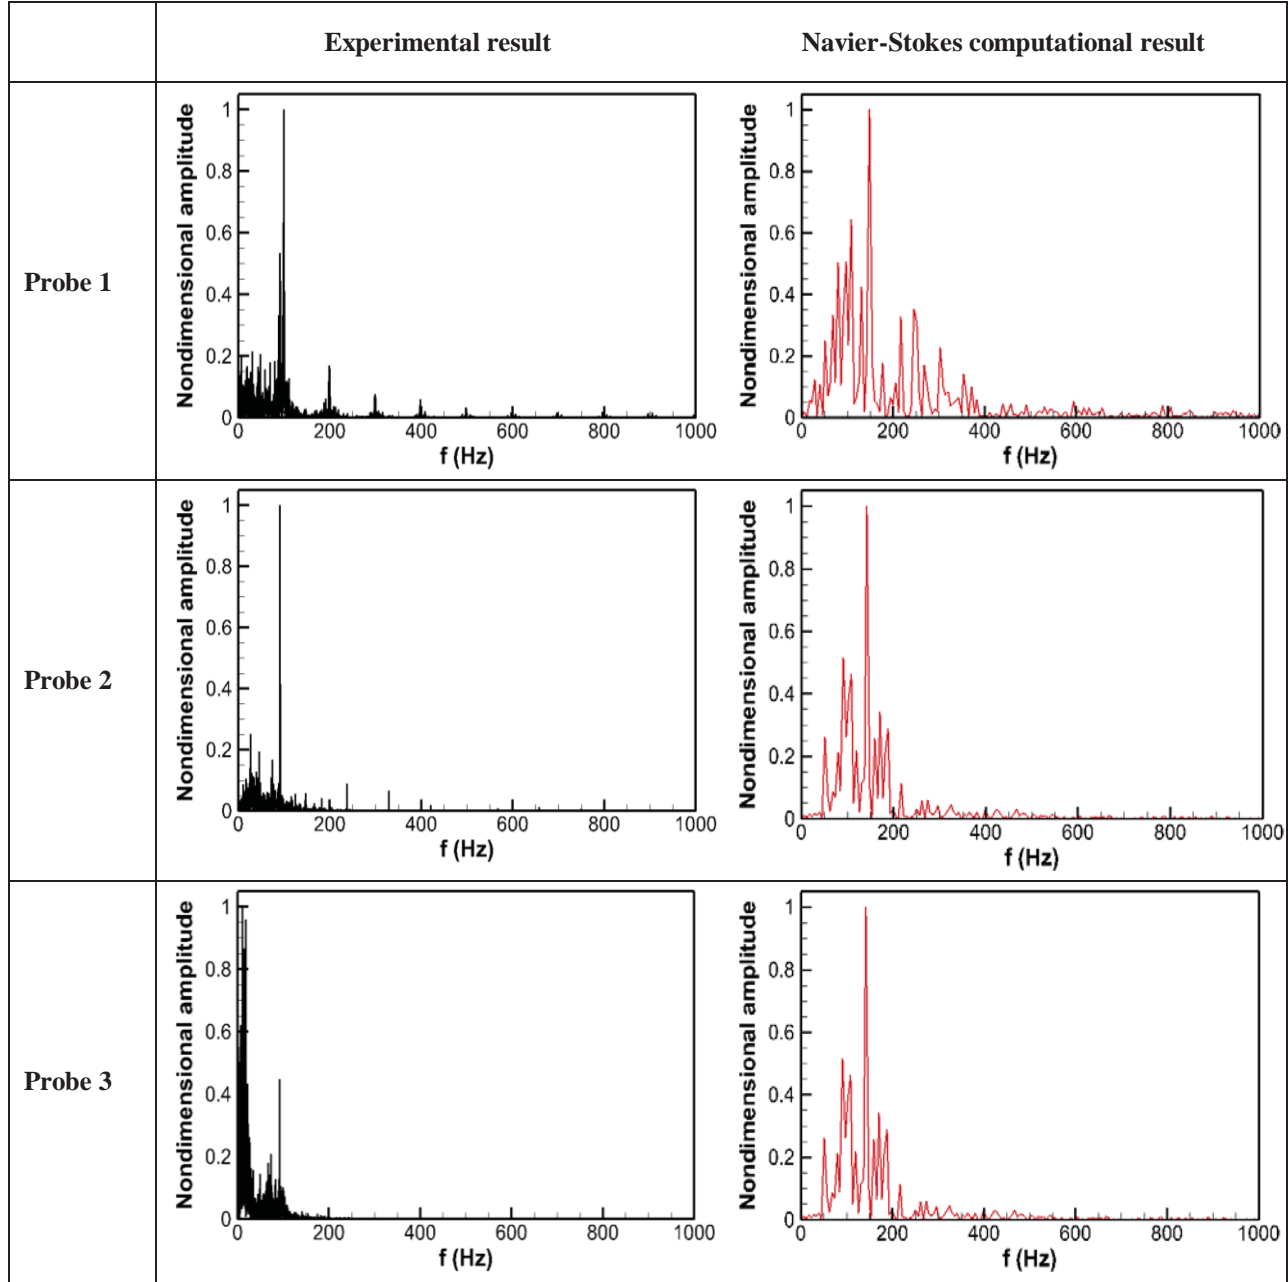 Experimental result
Navier-Stokes computational result
Probe 1
Nondimensional amplitude
1
0.8
0.6
0.4
0.2
0
0 200 400 600 800 1000
f (Hz)
Nondimensional amplitude
1
0.8
0.6
0.4
0.2
0
0 200 400 600 800 1000
f (Hz)
Probe 2
Nondimensional amplitude
1
0.8
0.6
0.4
0.2
0
0 200 400 600 800 1000
f (Hz)
Nondimensional amplitude
1
0.8
0.6
0.4
0.2
0
0 200 400 600 800 1000
f (Hz)
Probe 3
Nondimensional amplitude
1
0.8
0.6
0.4
0.2
0
0 200 400 600 800 1000
f (Hz)
Nondimensional amplitude
1
0.8
0.6
0.4
0.2
0
0 200 400 600 800 1000
f (Hz)